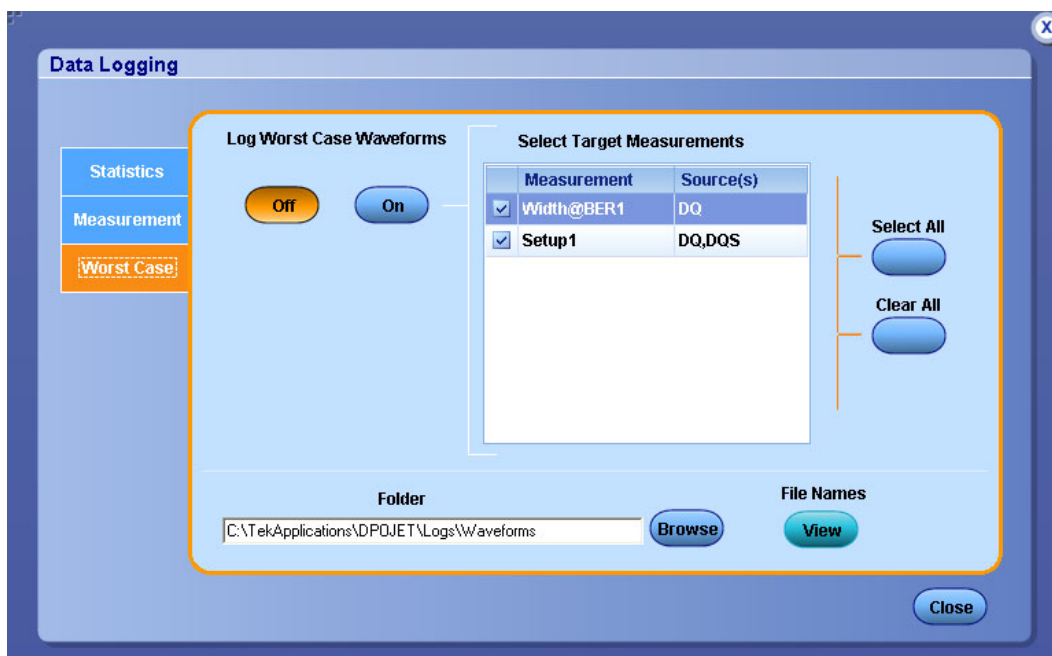 X
Data Logging
Statistics
Measurement
Worst Case
Log Worst Case Waveforms
Off
On
Select Target Measurements
Measurement Source(s)
Width@BER1 DQ
Setup1 DQ,DQS
Select All
Clear All
Folder
C:\TekApplications\DPOJET\Logs\Waveforms
Browse
File Names
View
Close